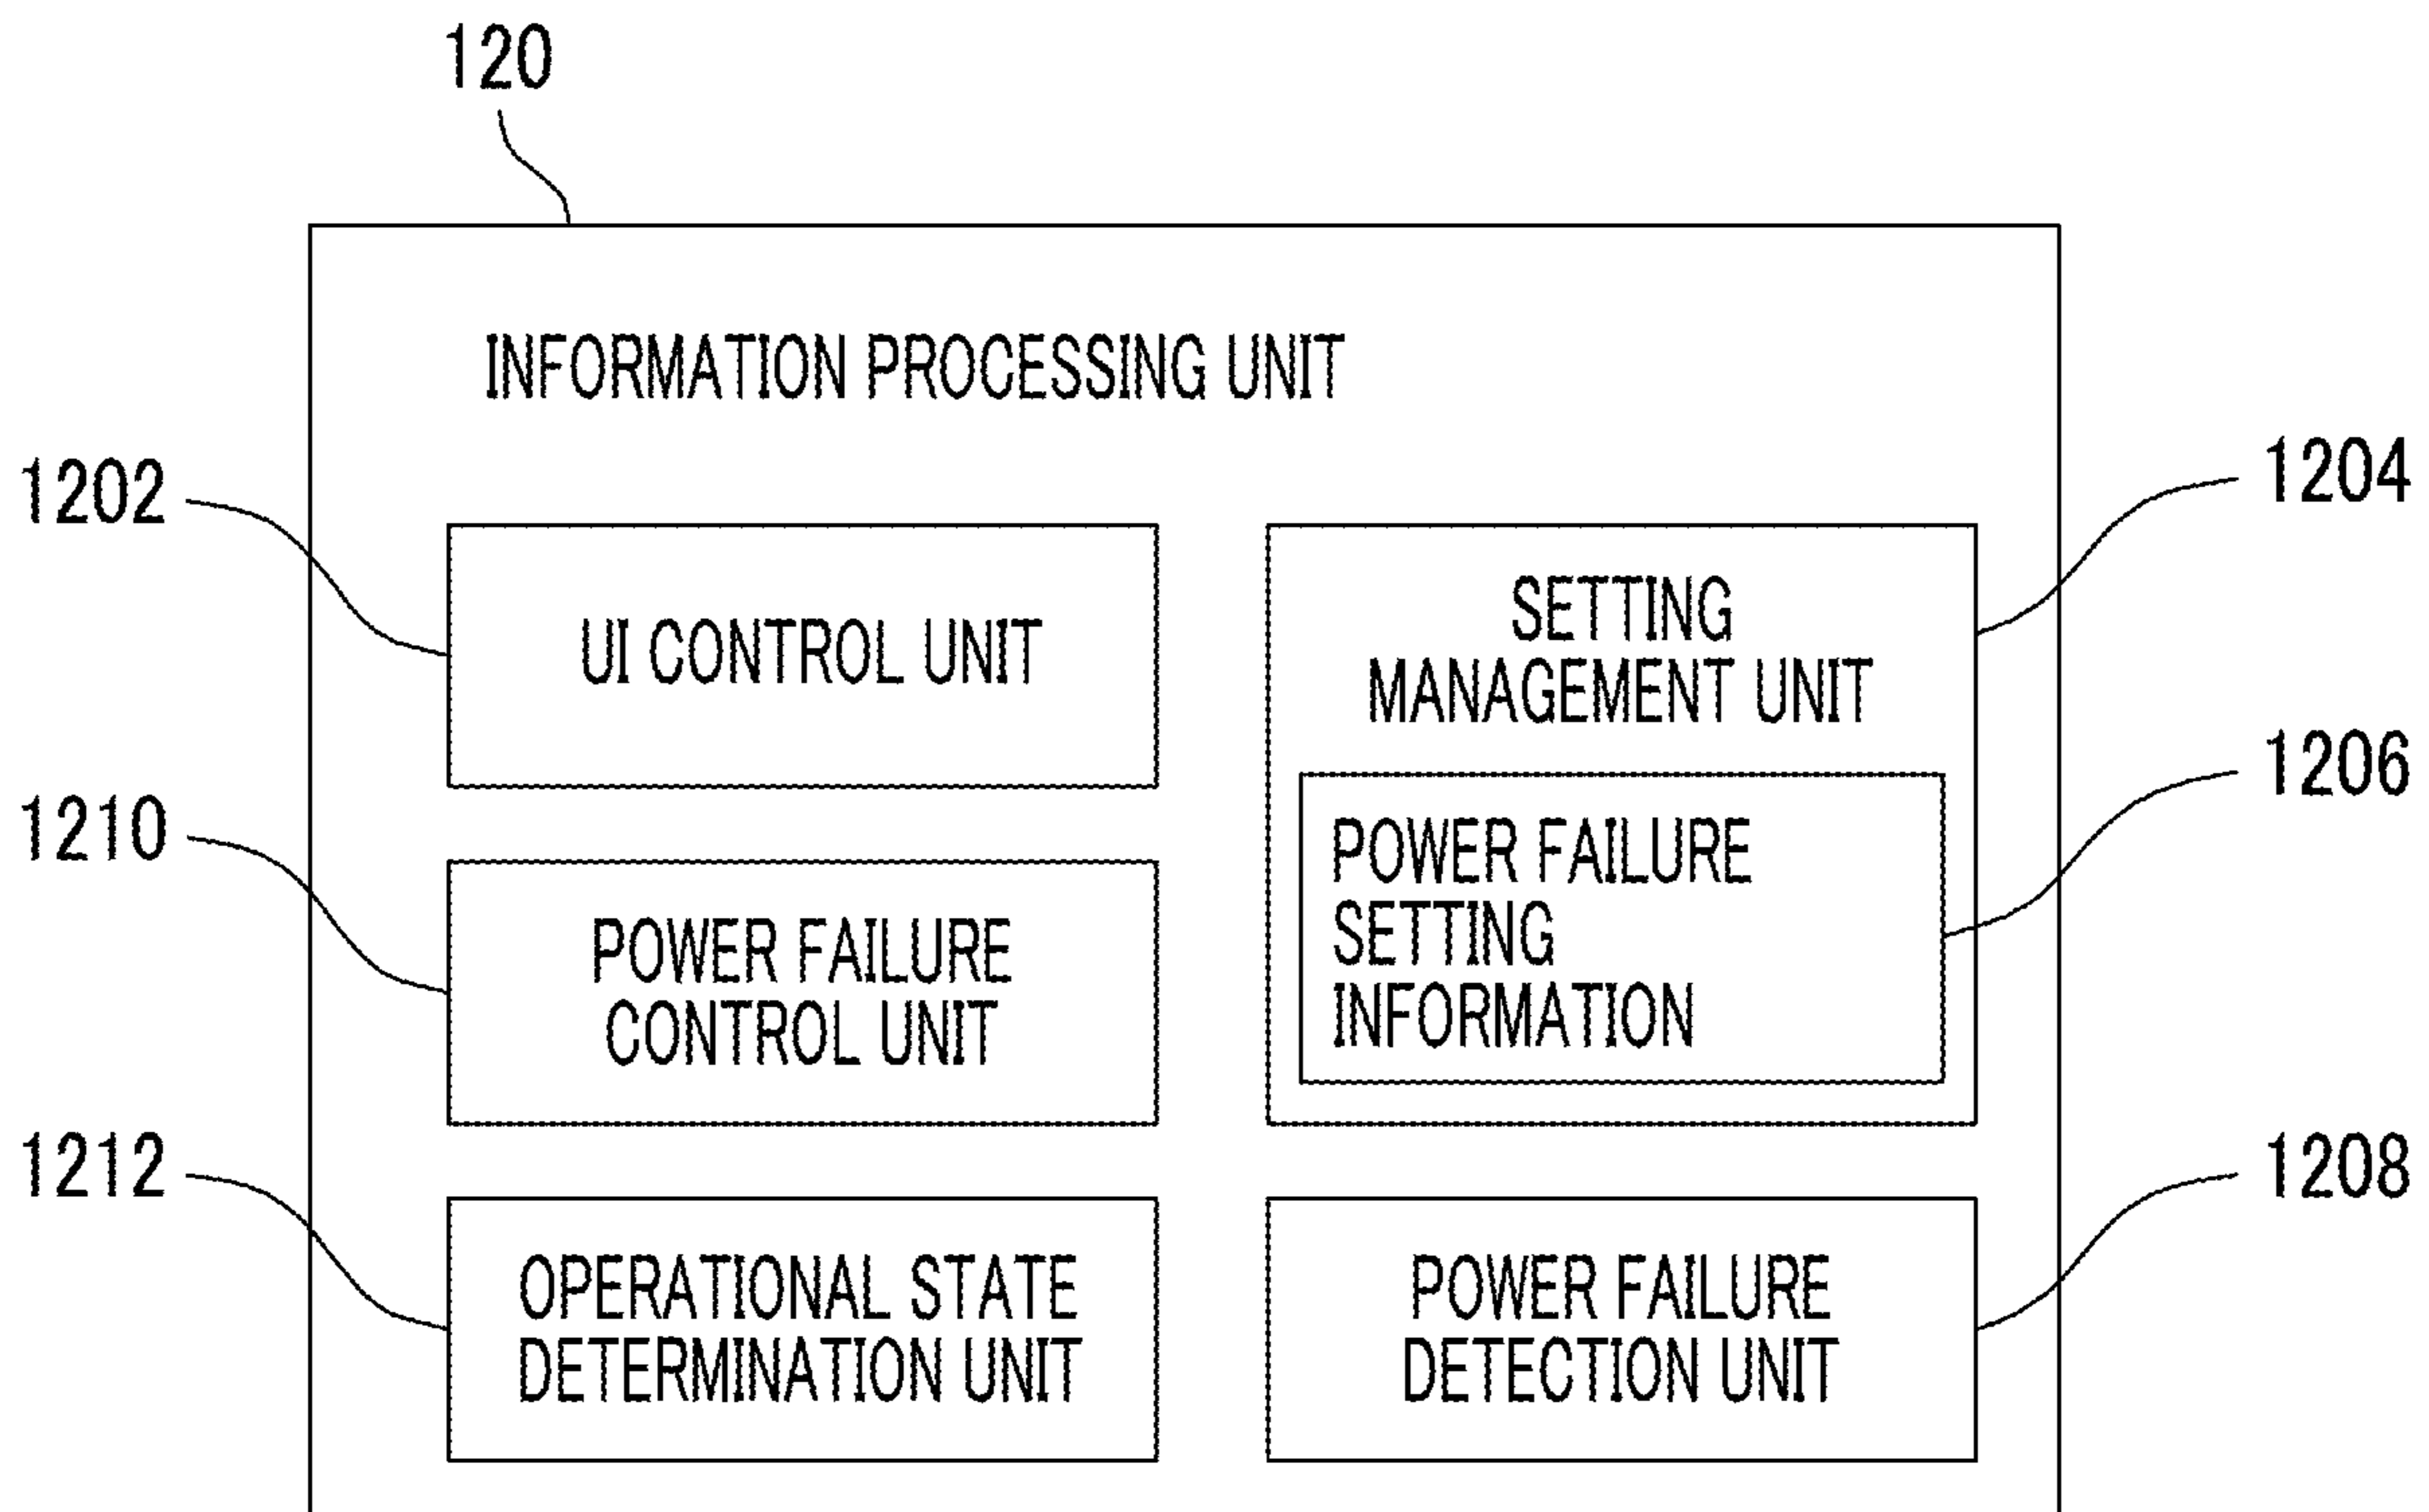 120
INFORMATION PROCESSING UNIT
1202
UI CONTROL UNIT
1204
SETTING
MANAGEMENT UNIT
1206
POWER FAILURE
SETTING
INFORMATION
1210
POWER FAILURE
CONTROL UNIT
1212
OPERATIONAL STATE
DETERMINATION UNIT
1208
POWER FAILURE
DETECTION UNIT